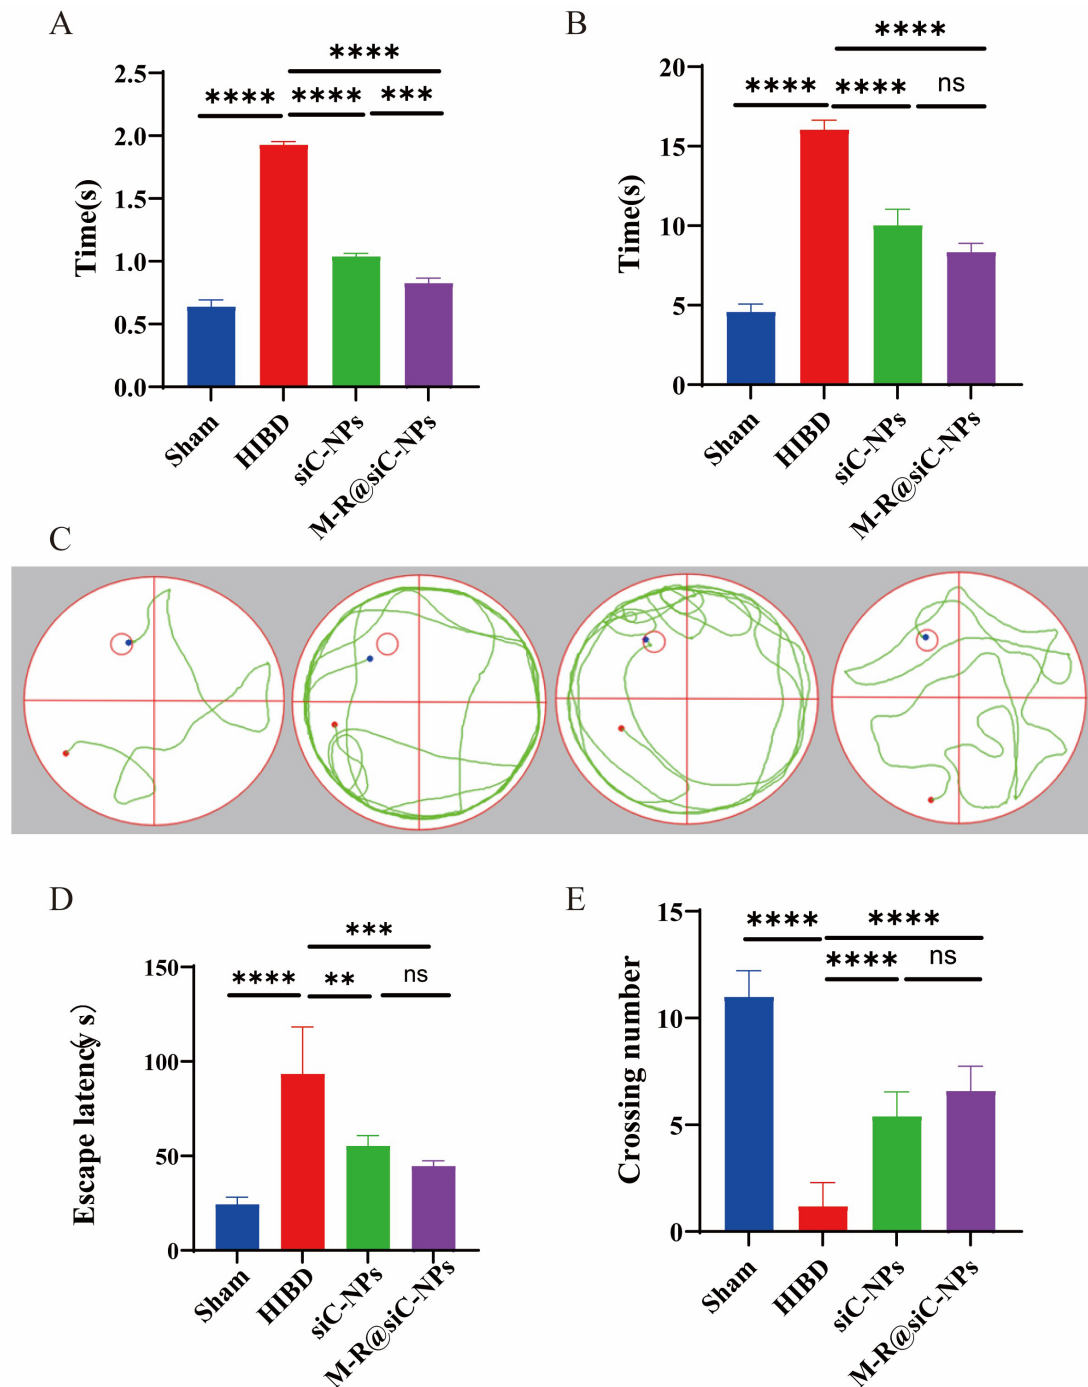 A
****
**** **** ***
2.5
2.0
1.5
1.0
0.5
0.0
Time(s)
Sham
HIBD
siC-NPs
M-R@siC-NPs
B
****
**** **** ns
20
15
10
5
0
Time(s)
Sham
HIBD
siC-NPs
M-R@siC-NPs
C
D
***
**** ** ns
150
100
50
0
Escape latency(s)
Sham
HIBD
siC-NPs
M-R@siC-NPs
E
**** ****
**** ns
15
10
5
0
Crossing number
Sham
HIBD
siC-NPs
M-R@siC-NPs